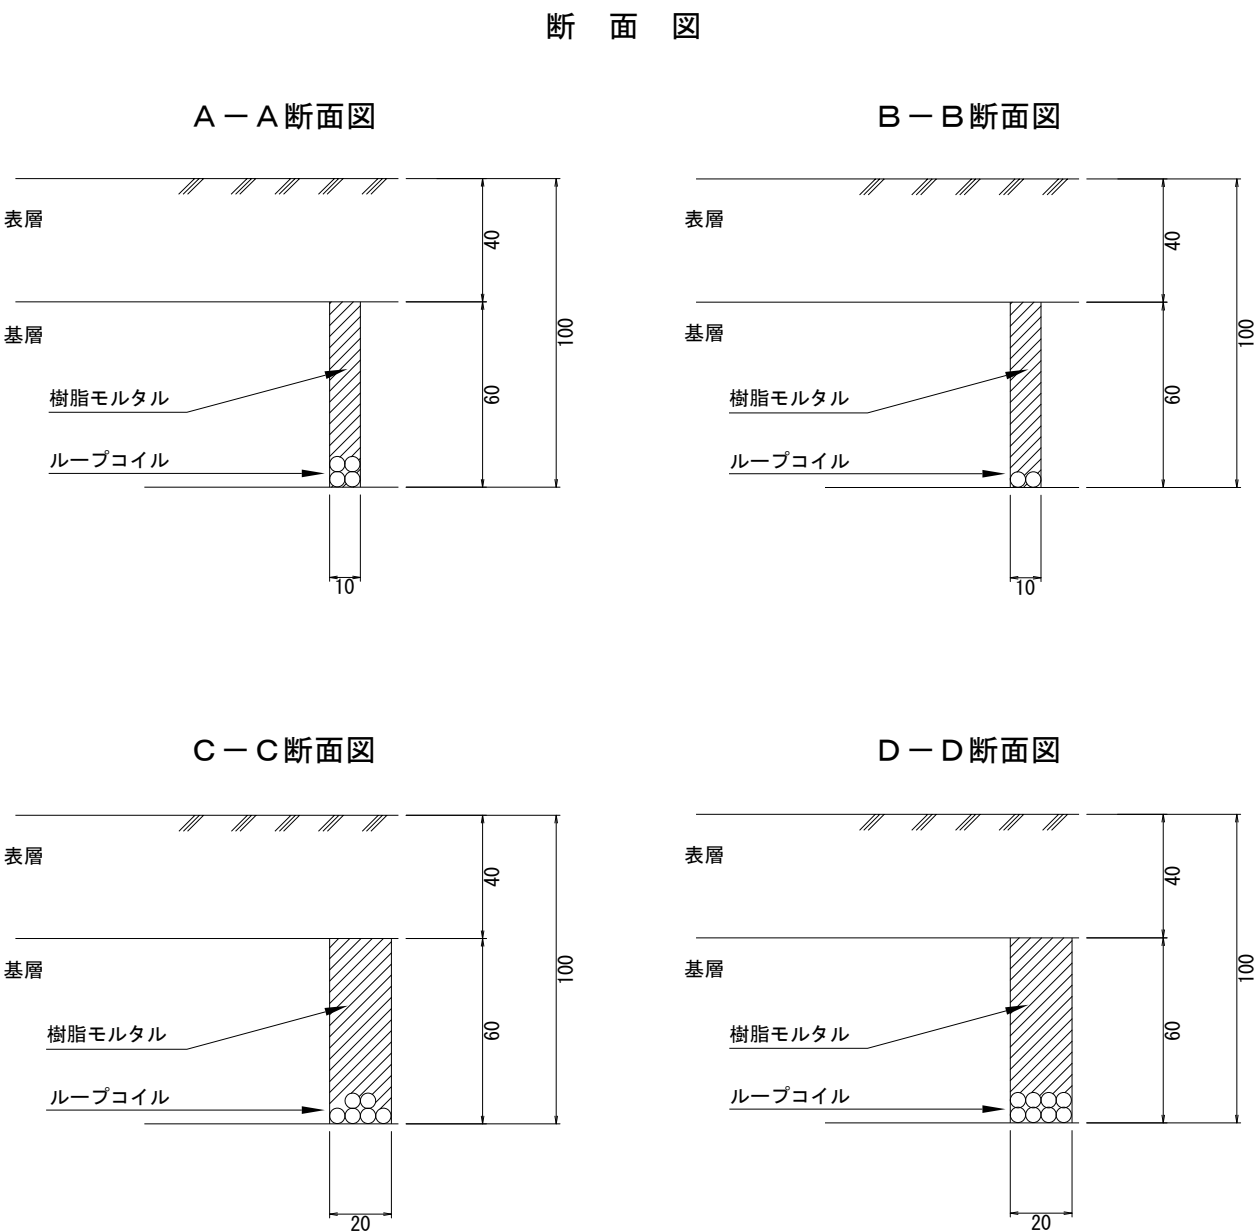 断 面 図
A-A断面図
表層
基層
樹脂モルタル
ループコイル
40
60
100
10
B-B断面図
表層
基層
樹脂モルタル
ループコイル
40
60
100
10
C-C断面図
表層
基層
樹脂モルタル
ループコイル
40
60
100
20
D-D断面図
表層
基層
樹脂モルタル
ループコイル
40
60
100
20